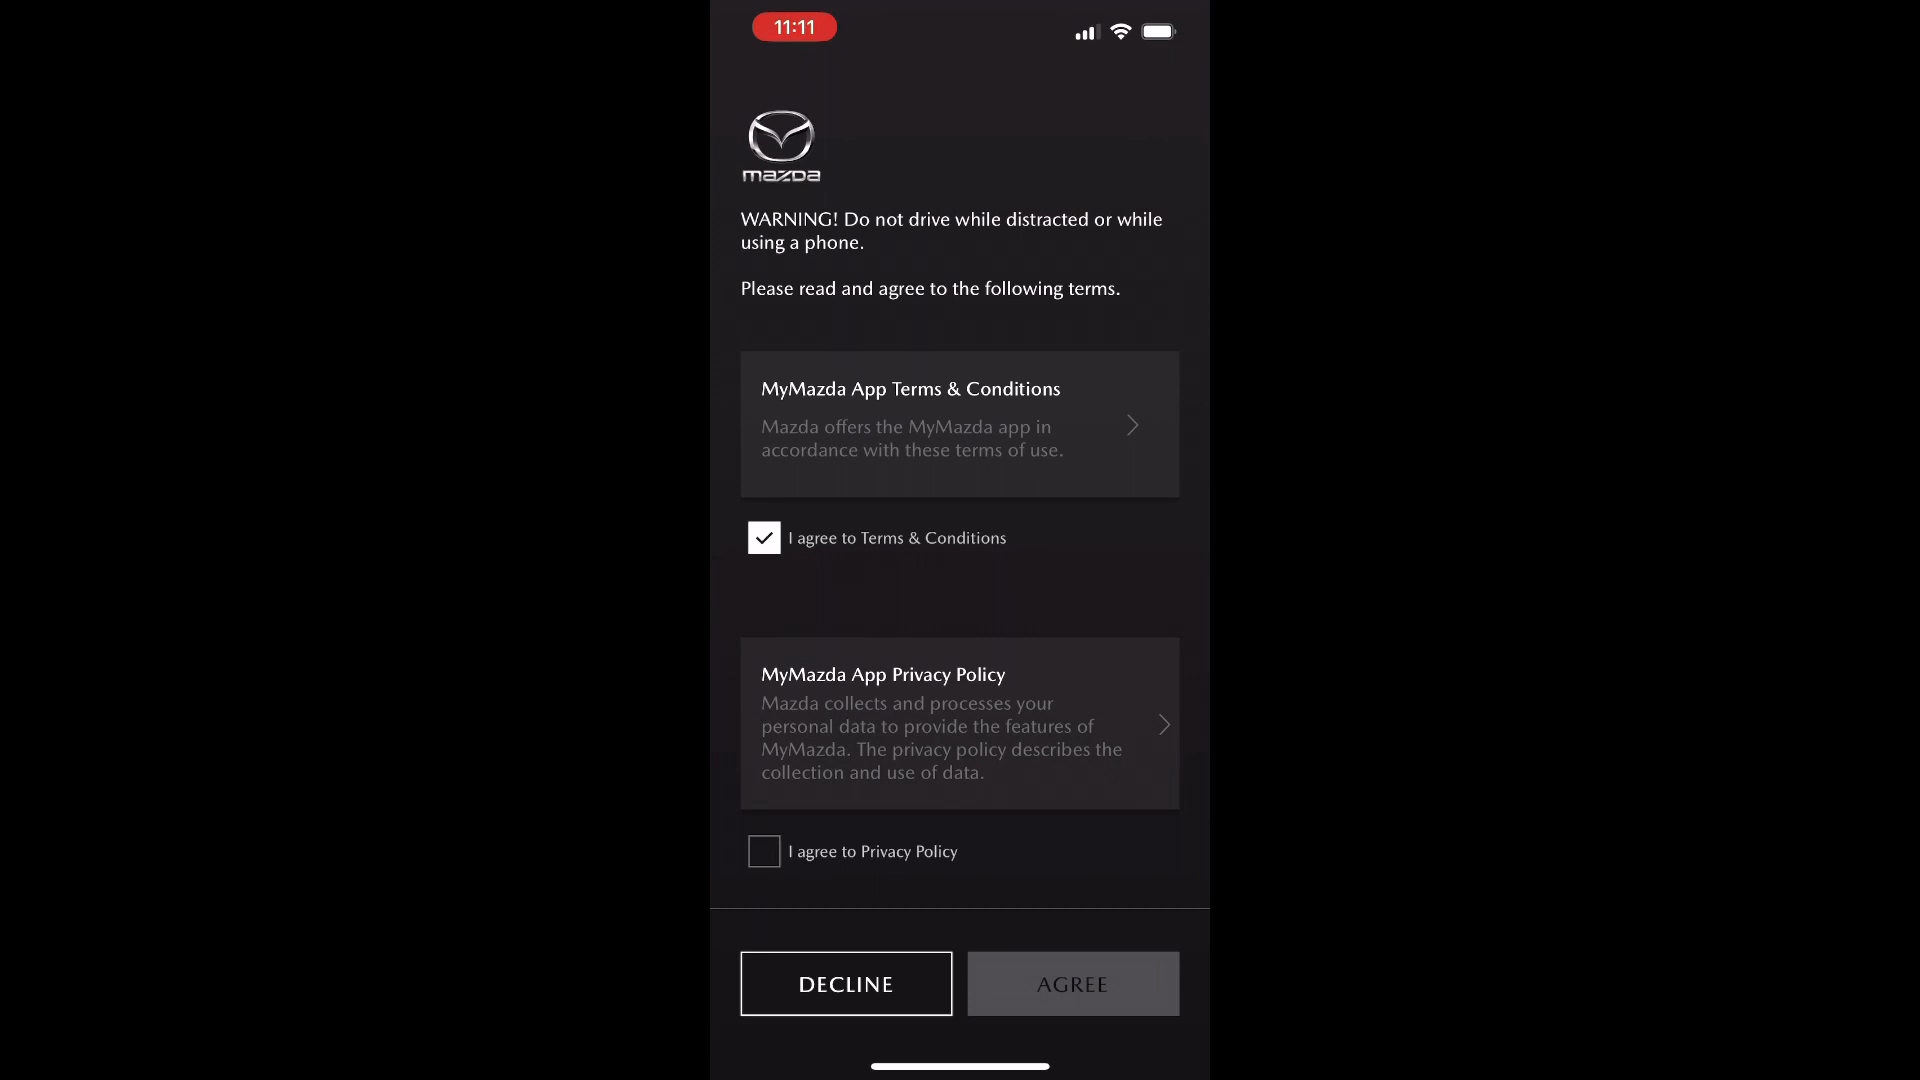 11:11
mazda
WARNING! Do not drive while distracted or while
using a phone.
Please read and agree to the following terms.
MyMazda App Terms & Conditions
Mazda offers the MyMazda app in
accordance with these terms of use.
I agree to Terms & Conditions
MyMazda App Privacy Policy
Mazda collects and processes your
personal data to provide the features of
MyMazda. The privacy policy describes the
collection and use of data.
I agree to Privacy Policy
DECLINE
AGREE